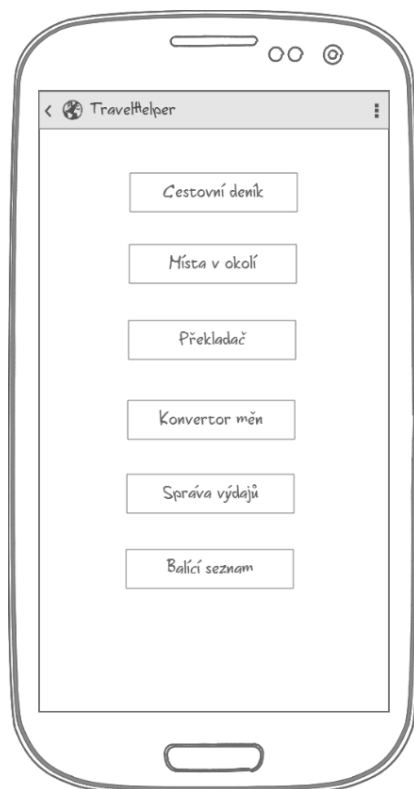 TravelHelper
Cestovní deník
Místa v okolí
Překladač
Konvertor měn
Správa výdajů
Balící seznam